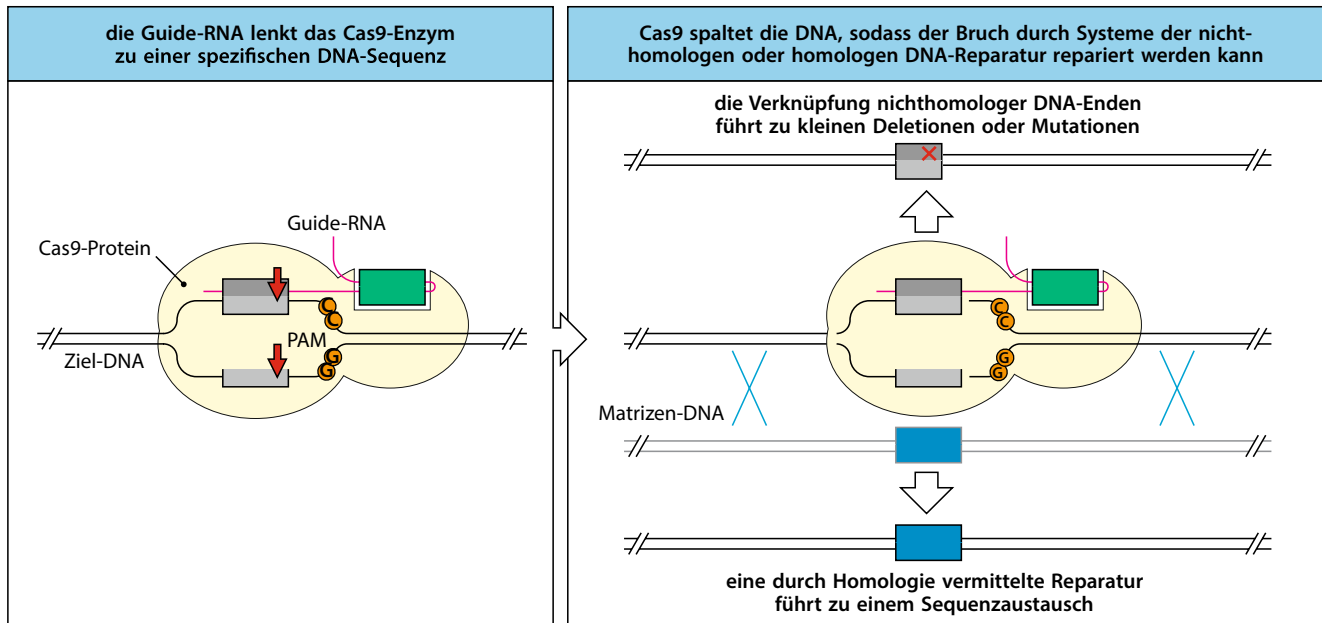 die Guide-RNA lenkt das Cas9-Enzym
zu einer spezifischen DNA-Sequenz
Guide-RNA
Cas9-Protein
C
C
PAM
Ziel-DNA
G
G
Cas9 spaltet die DNA, sodass der Bruch durch Systeme der nicht-
homologen oder homologen DNA-Reparatur repariert werden kann
die Verknüpfung nichthomologer DNA-Enden
führt zu kleinen Deletionen oder Mutationen
C
C
G
G
Matrizen-DNA
eine durch Homologie vermittelte Reparatur
führt zu einem Sequenzaustausch